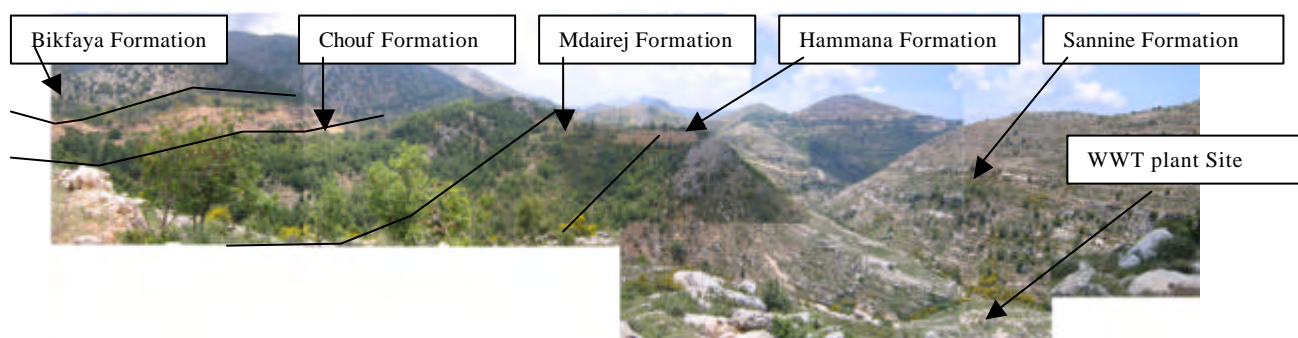 Bikfaya Formation
Chouf Formation
Mdairej Formation
Hammana Formation
Sannine Formation
WWT plant Site